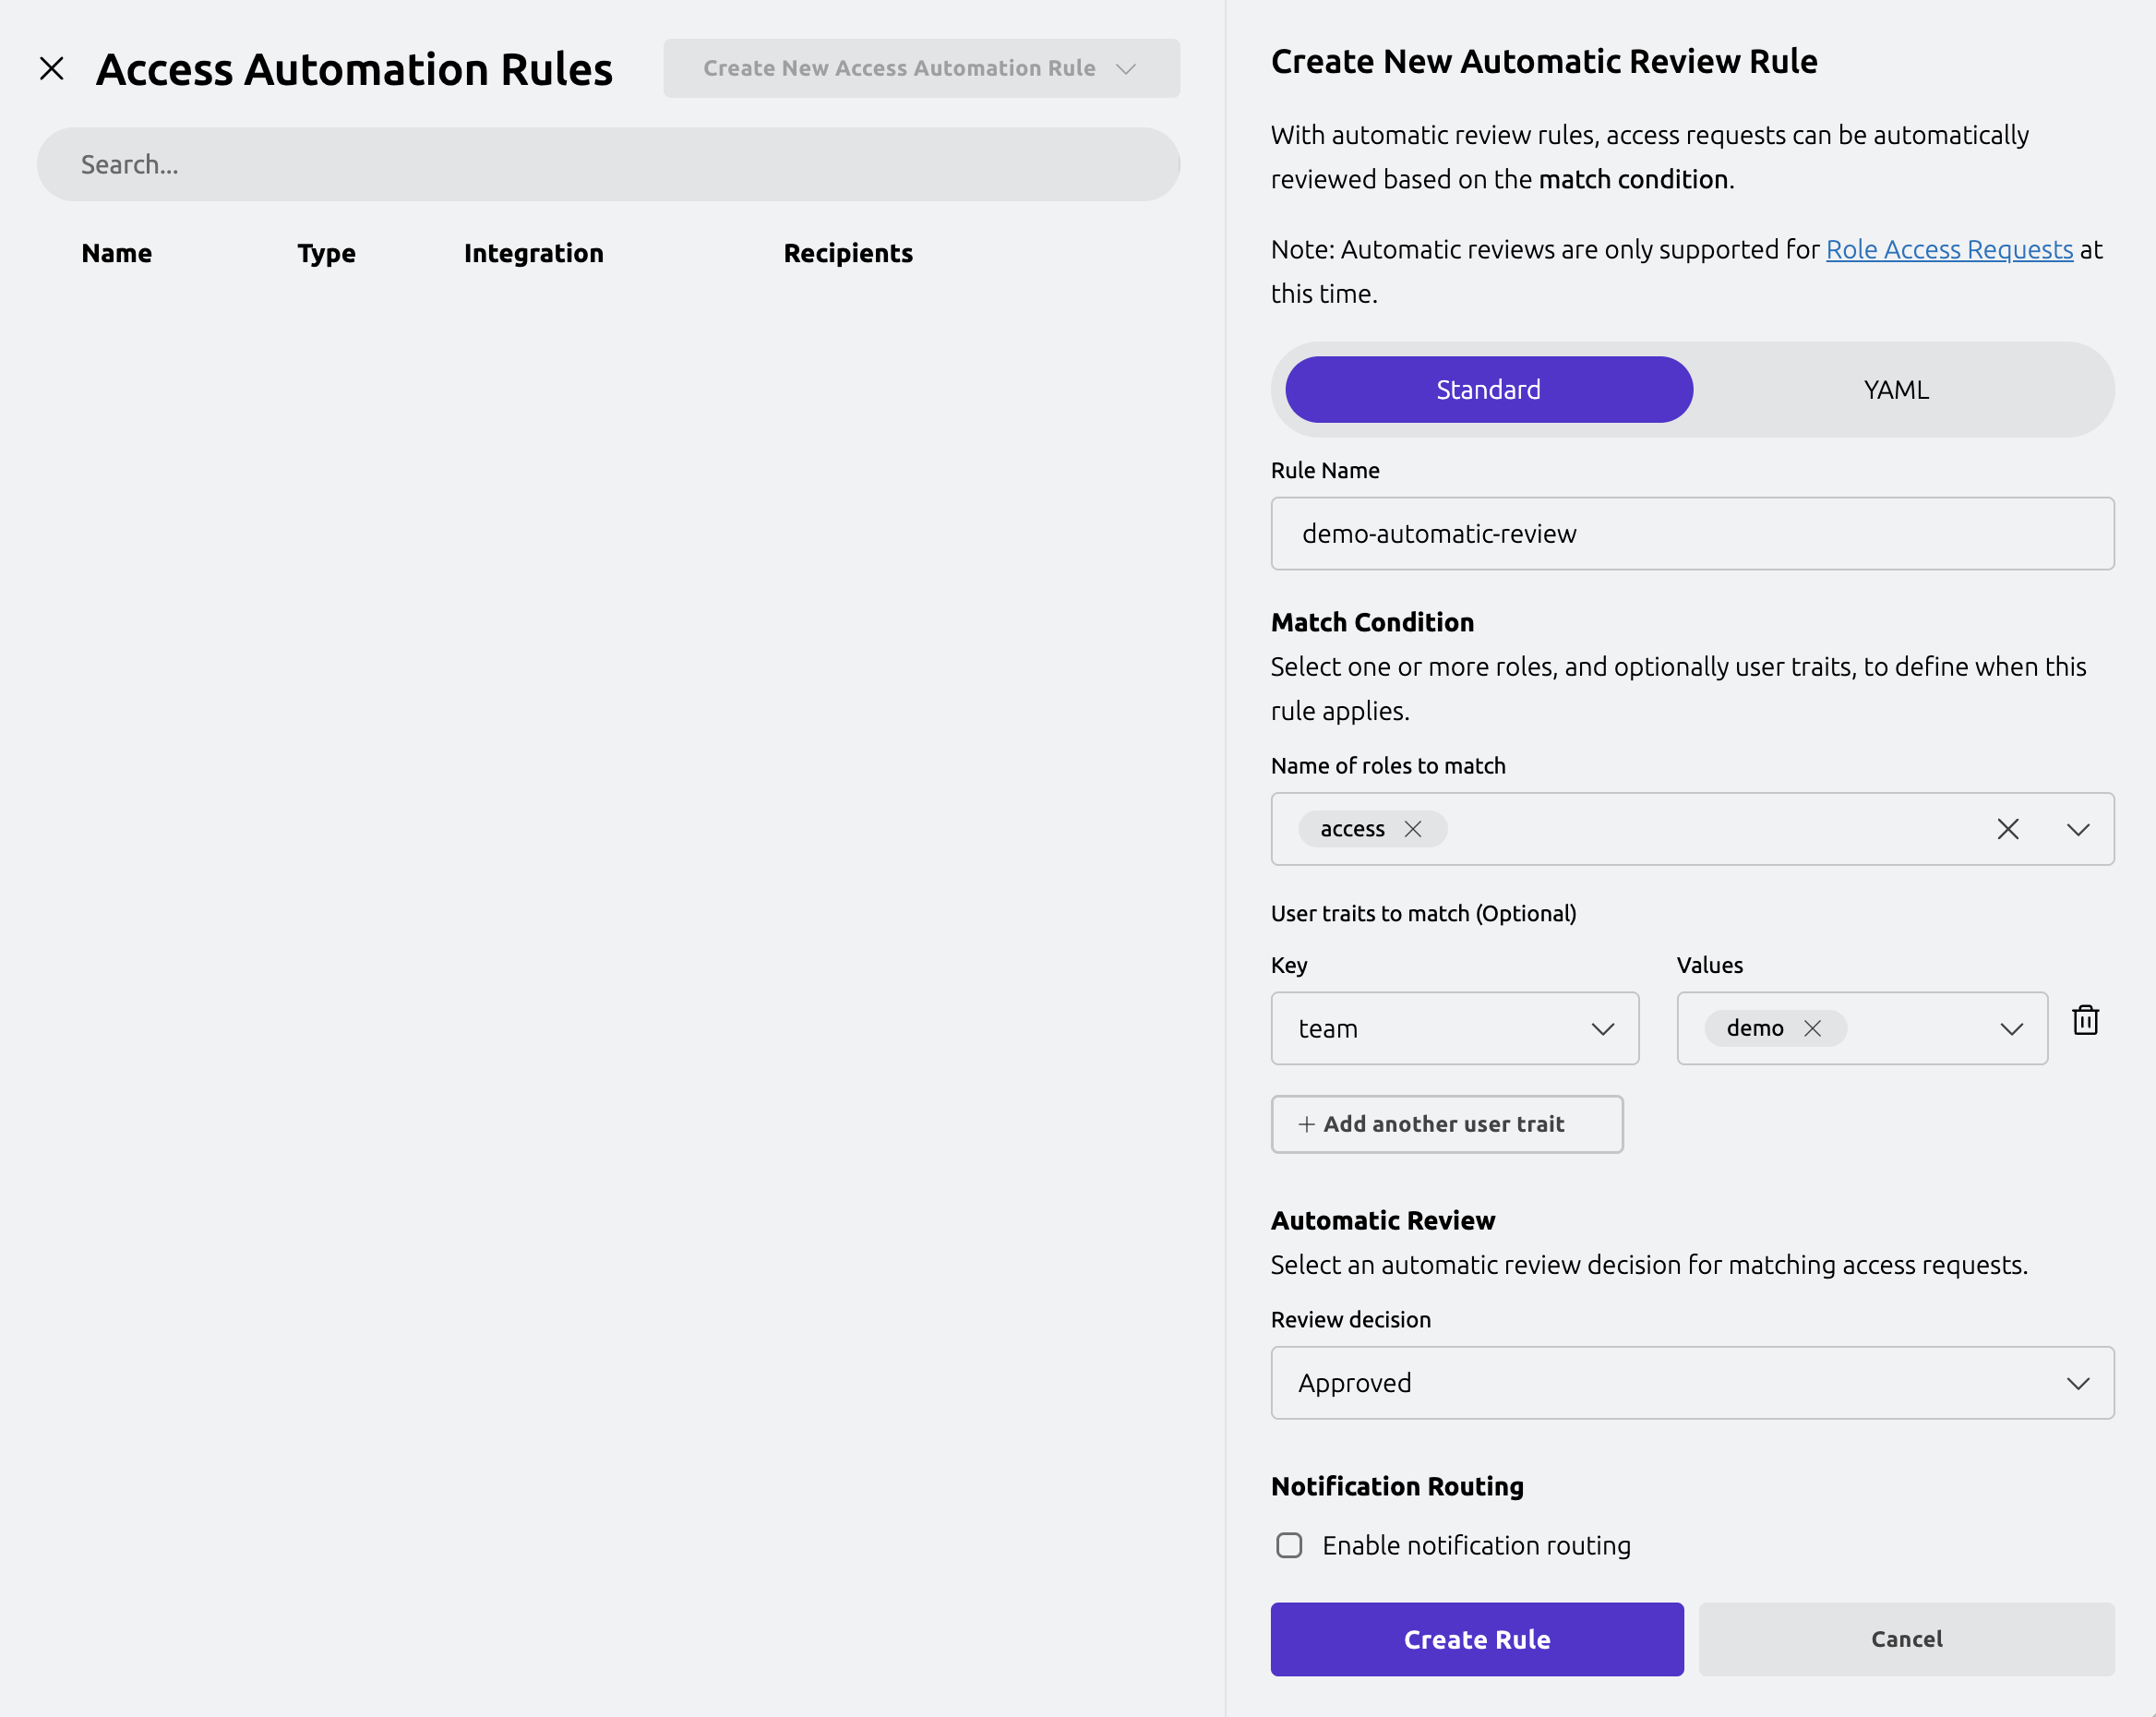 Access Automation Rules
Create New Access Automation Rule
Search...
Name Type Integration Recipients
Create New Automatic Review Rule
With automatic review rules, access requests can be automatically
reviewed based on the match condition.
Note: Automatic reviews are only supported for Role Access Requests at
this time.
Standard YAML
Rule Name
demo-automatic-review
Match Condition
Select one or more roles, and optionally user traits, to define when this
rule applies.
Name of roles to match
access
User traits to match (Optional)
Key Values
team demo
+ Add another user trait
Automatic Review
Select an automatic review decision for matching access requests.
Review decision
Approved
Notification Routing
Enable notification routing
Create Rule Cancel